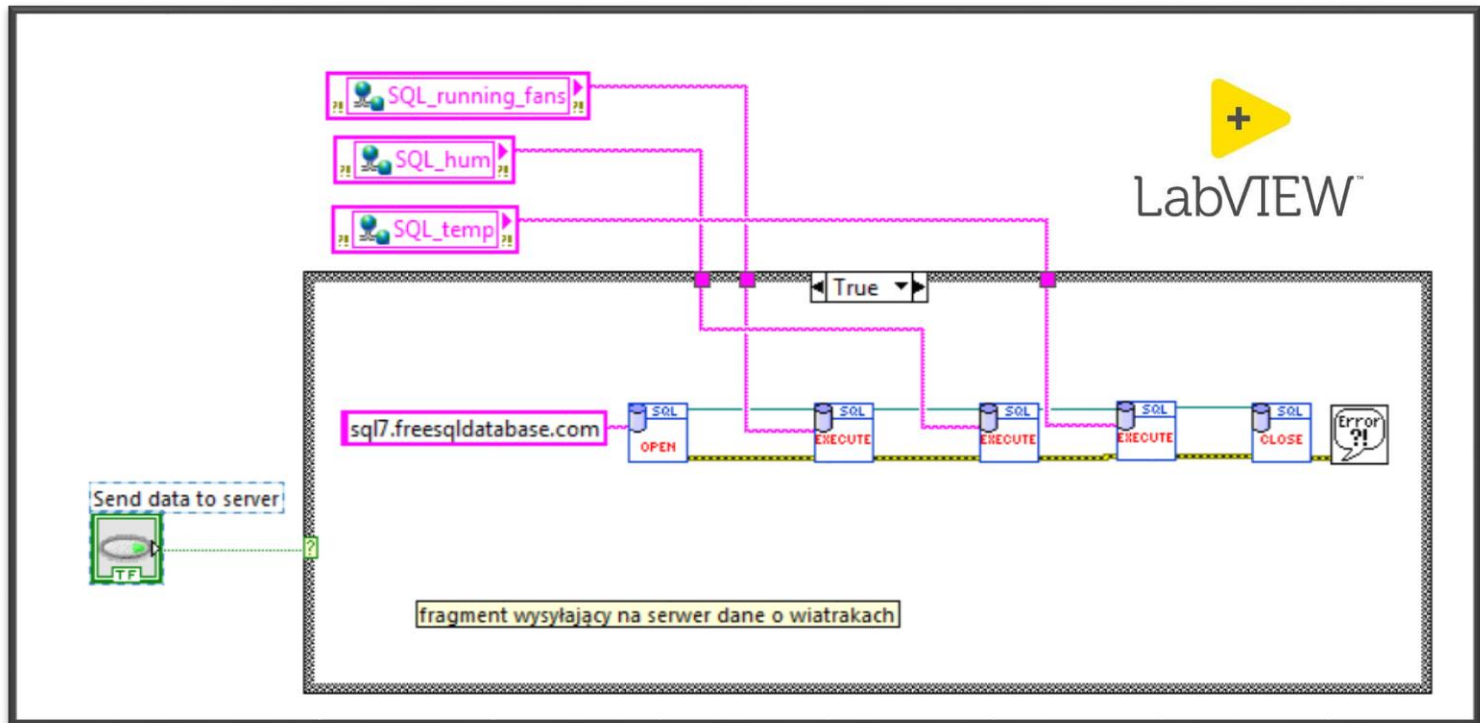 SQL_running_fans
SQL_hum
SQL_temp
LabVIEW™
True
sql7.freesqldatabase.com
SQL OPEN
SQL EXECUTE
SQL EXECUTE
SQL EXECUTE
SQL CLOSE
Error ?!
Send data to server
TF
?
fragment wysyłający na serwer dane o wiatrakach